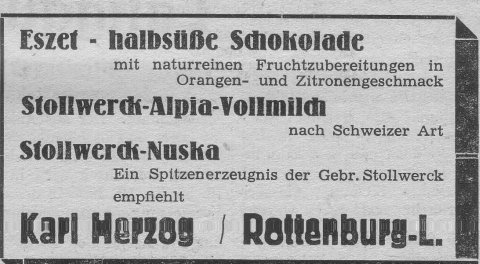 Eszet - halbsüße Schokolade
mit naturreinen Fruchtzubereitungen in
Orangen- und Zitronengeschmack
Stollwerck-Alpia-Vollmilch
nach Schweizer Art
Stollwerck-Nuska
Ein Spitzenerzeugnis der Gebr. Stollwerck
empfiehlt
Karl Herzog / Rottenburg-L.